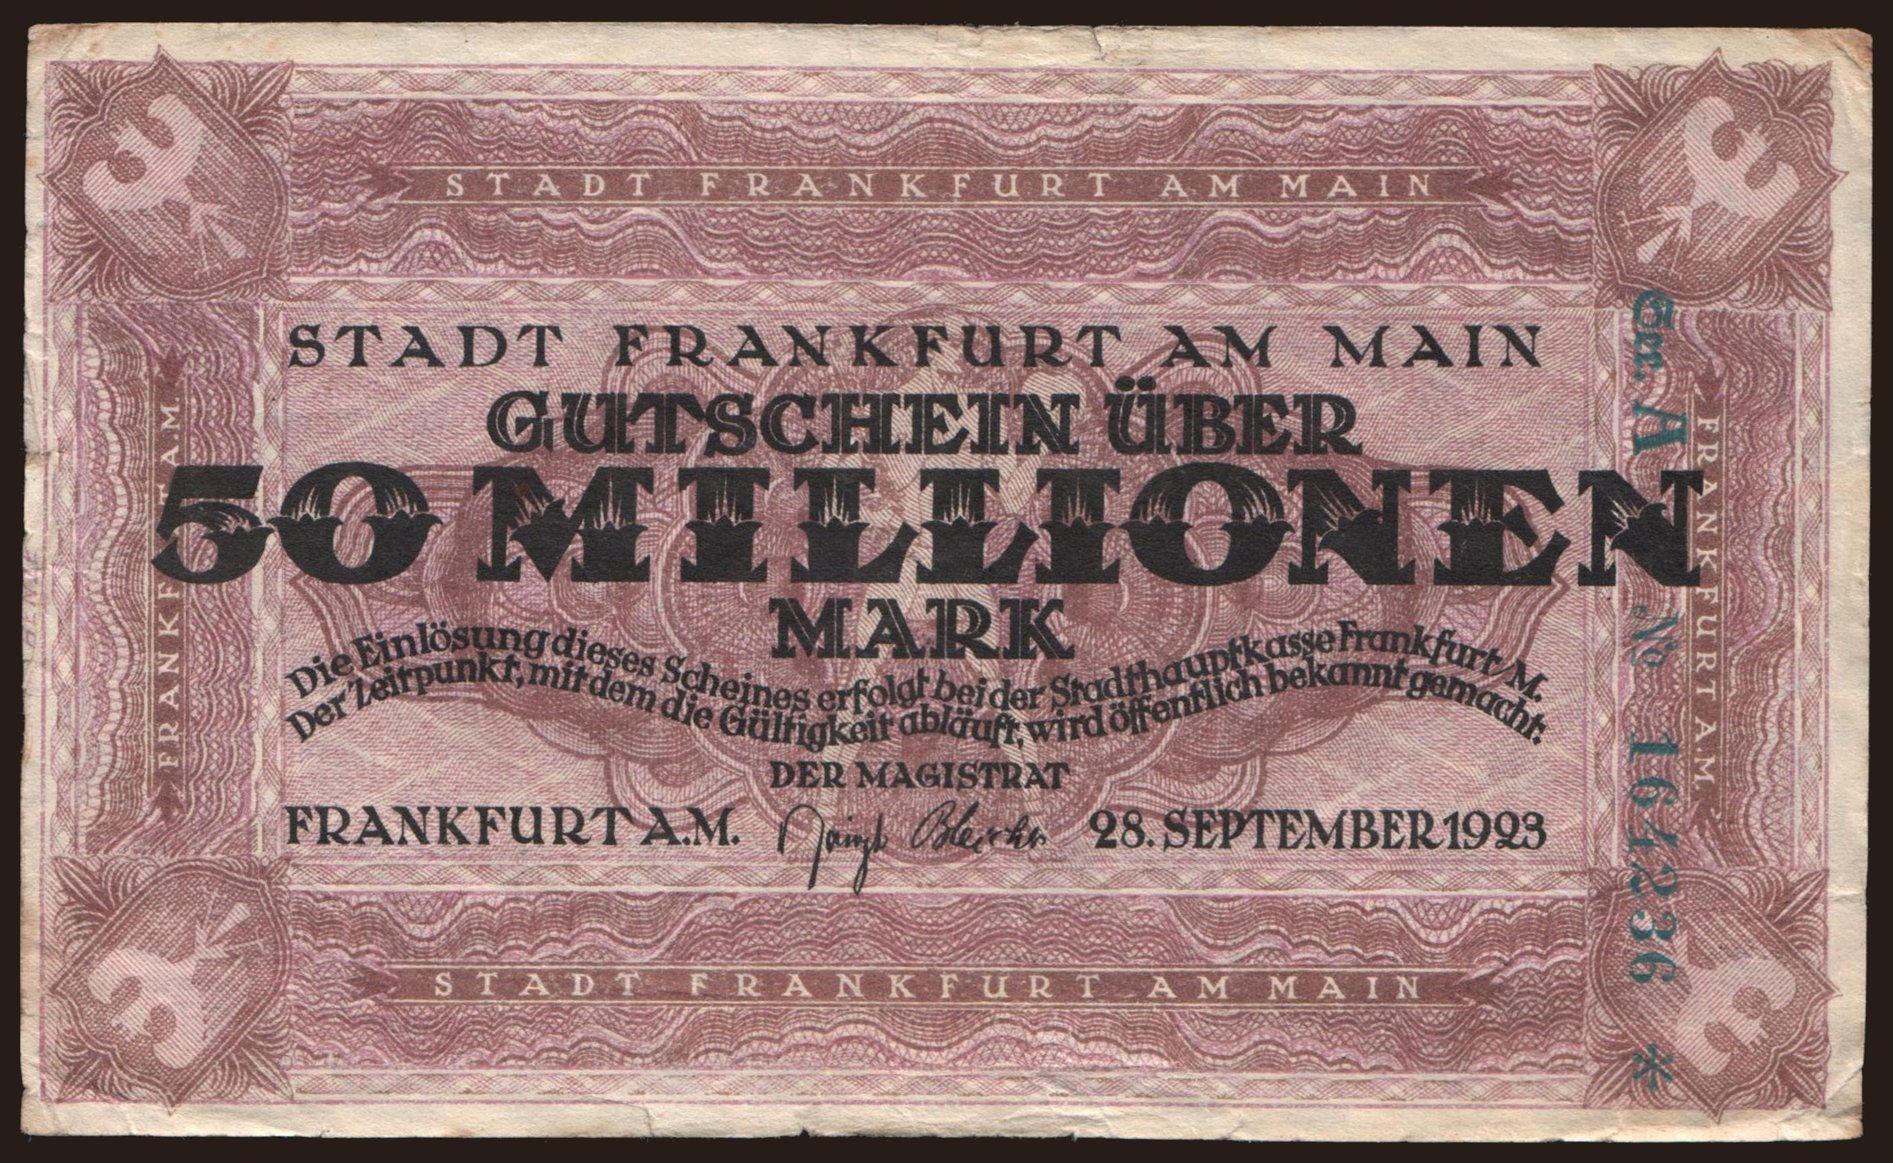 STADT FRANKFURT AM MAIN
STADT FRANKFURT AM MAIN
GUTSCHEIN ÜBER
50 MILLIONEN
MARK
Die Einlösung dieses Scheines erfolgt bei der Stadthauptkasse Frankfurt/M.
Der Zeitpunkt, mit dem die Gültigkeit abläuft, wird öffentlich bekannt gemacht.
DER MAGISTRAT
FRANKFURT A.M.
28. SEPTEMBER 1923
STADT FRANKFURT AM MAIN
FRANKF T A.M.
FRANKFURT A.M.
Ser. A № 164236 *